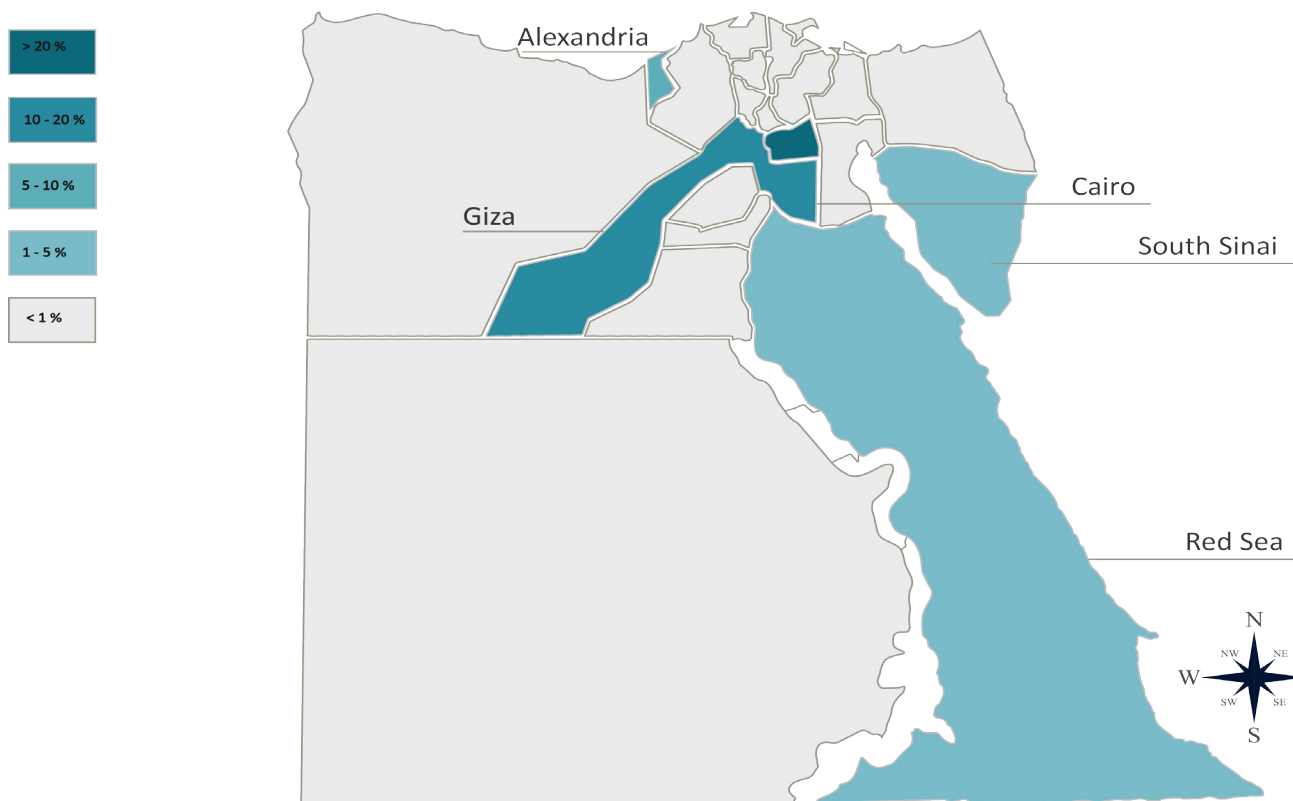 > 20 %
10 - 20 %
5 - 10 %
1 - 5 %
< 1 %
Alexandria
Giza
Cairo
South Sinai
Red Sea
N
NW
NE
W
SW
SE
S